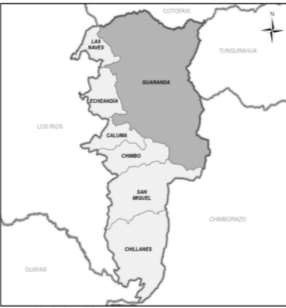 COTOPAXI
N
LAS
NAVES
TUNGURAHUA
GUARANDA
ECHEANDIA
LOS RIOS
CALUMA
CHIMBO
SAN
MIGUEL
CHIMBORAZO
CHILLANES
GUAYAS